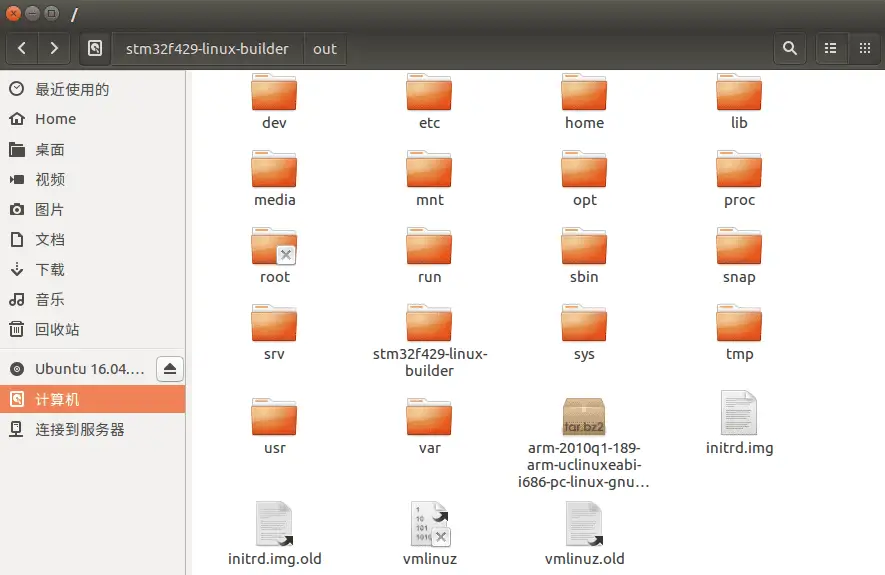 /
stm32f429-linux-builder
out
最近使用的
Home
桌面
视频
图片
文档
下载
音乐
回收站
Ubuntu 16.04....
计算机
连接到服务器
dev
etc
home
lib
media
mnt
opt
proc
root
run
sbin
snap
srv
stm32f429-linux-
builder
sys
tmp
usr
var
tar.bz2
arm-2010q1-189-
arm-uclinuxeabi-
i686-pc-linux-gnu...
initrd.img
initrd.img.old
1
10
101
1010
vmlinuz
vmlinuz.old